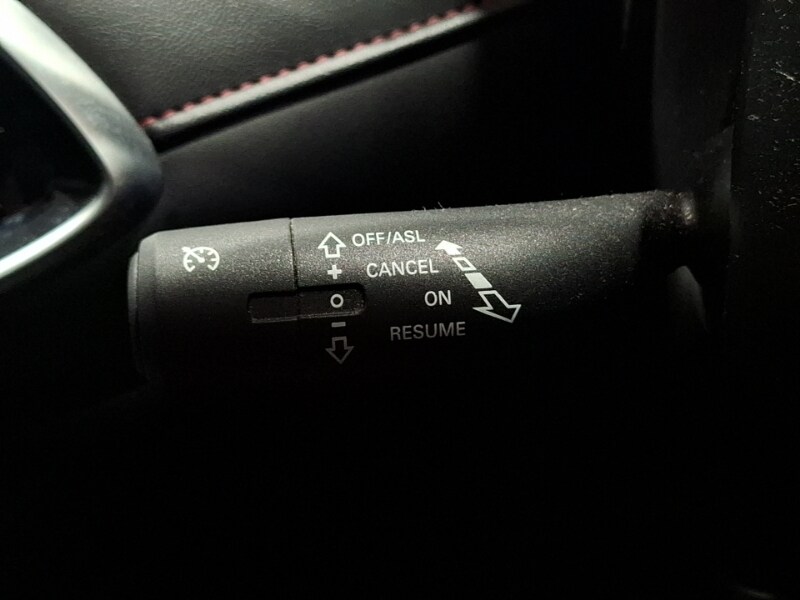 OFF/ASL
+ CANCEL
O ON
- RESUME